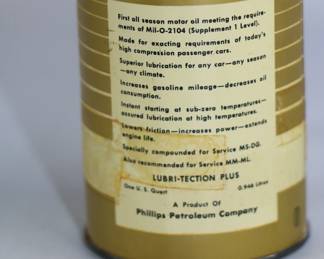 First all season motor oil meeting the require-
ments of Mil-O-2104 (Supplement 1 Level).
Made for exacting requirements of today's
high compression passenger cars.
Superior lubrication for any car—any season
—any climate.
Increases gasoline mileage—decreases oil
consumption.
Instant starting at sub-zero temperatures—
assured lubrication at high temperatures.
Lowers friction—increases power—extends
engine life.
Specially compounded for Service MS-DG.
Also recommended for Service MM-ML.
LUBRI-TECTION PLUS
One U. S. Quart 0.946 Litres
A Product Of
Phillips Petroleum Company